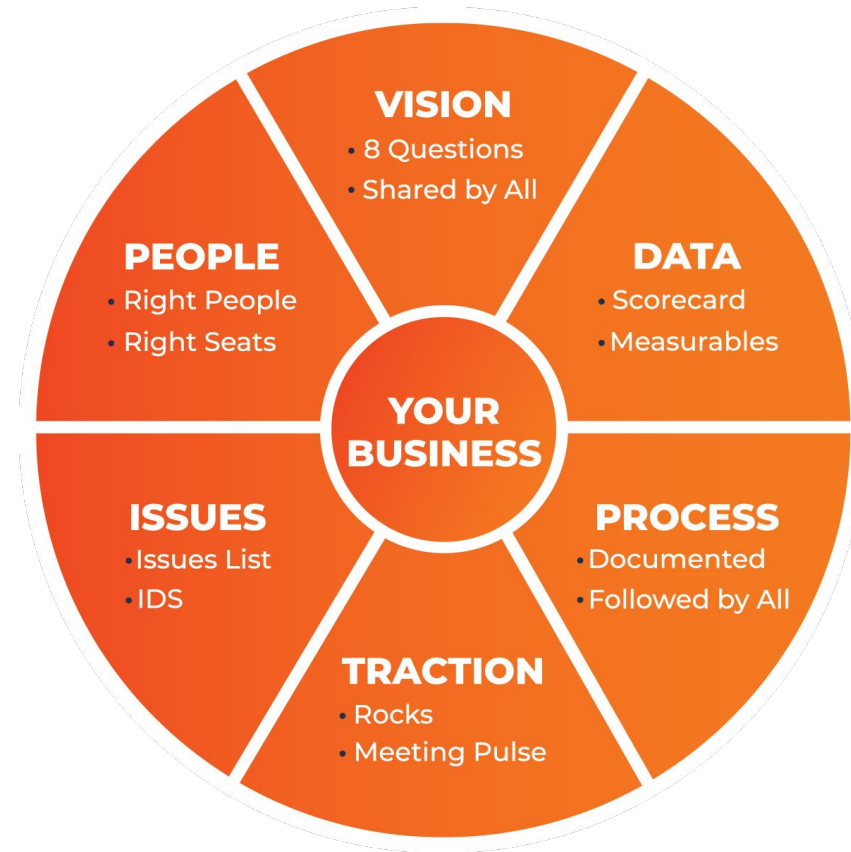 VISION
• 8 Questions
• Shared by All
PEOPLE
• Right People
• Right Seats
DATA
• Scorecard
• Measurables
YOUR
BUSINESS
ISSUES
• Issues List
• IDS
PROCESS
• Documented
• Followed by All
TRACTION
• Rocks
• Meeting Pulse